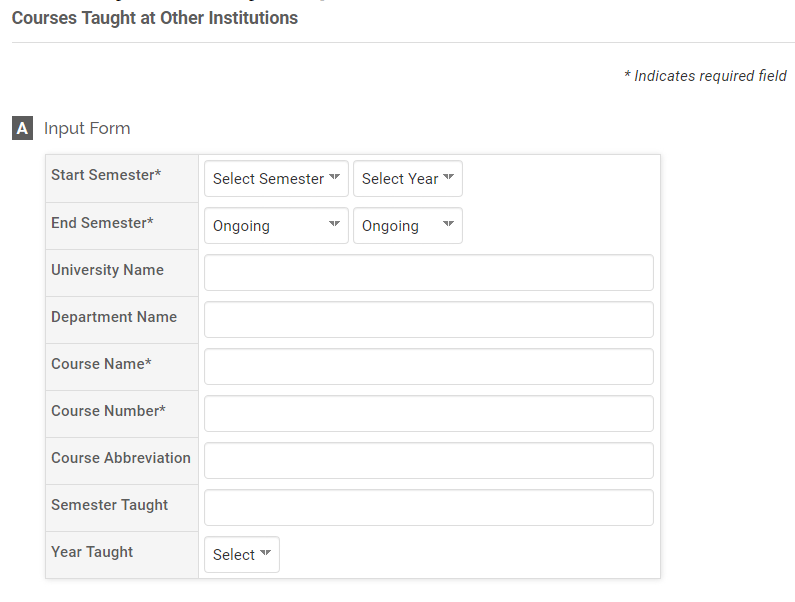 Courses Taught at Other Institutions
* Indicates required field
A Input Form
Start Semester* Select Semester Select Year
End Semester* Ongoing Ongoing
University Name
Department Name
Course Name*
Course Number*
Course Abbreviation
Semester Taught
Year Taught Select